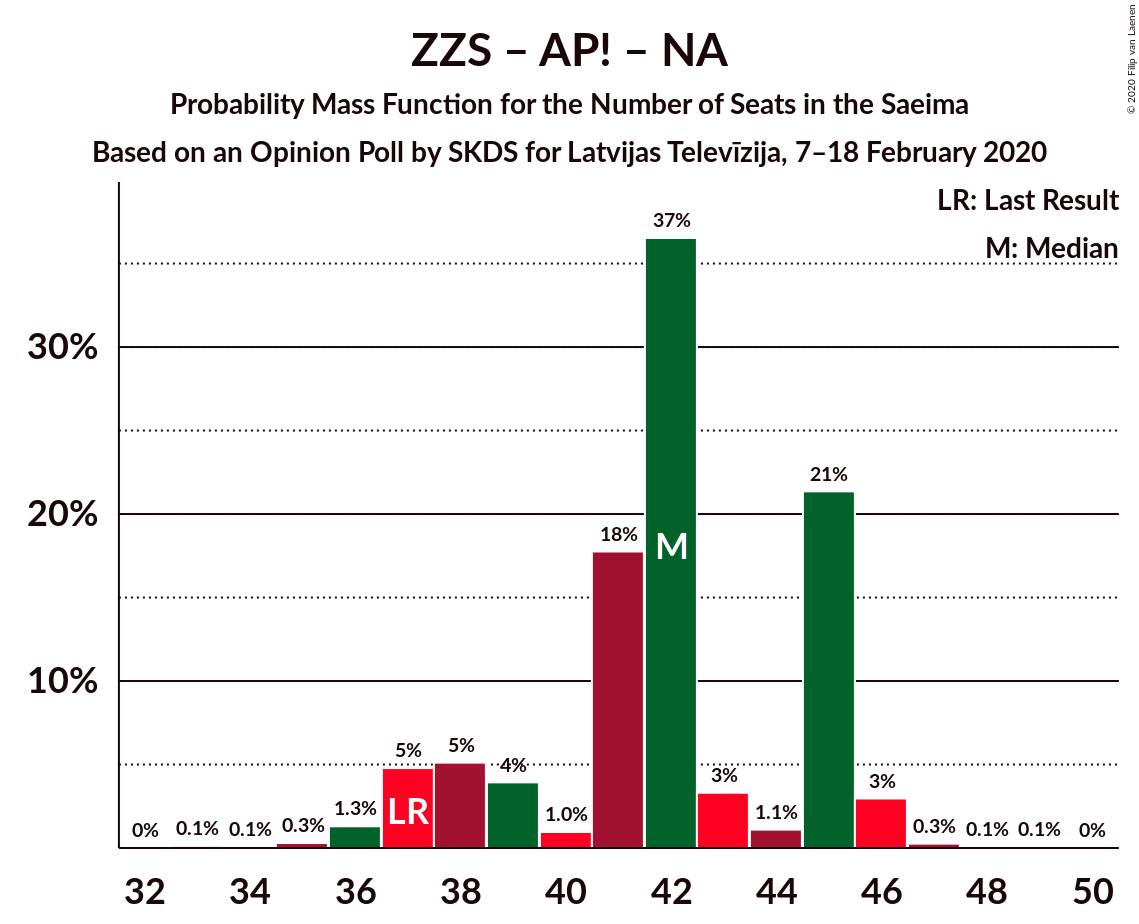 ZZS – AP! – NA
Probability Mass Function for the Number of Seats in the Saeima
Based on an Opinion Poll by SKDS for Latvijas Televīzija, 7–18 February 2020
© 2020 Filip van Laenen
LR: Last Result
M: Median
30%
20%
10%
0%
0.1%
0.1%
0.3%
1.3%
5%
5%
4%
1.0%
18%
37%
3%
1.1%
21%
3%
0.3%
0.1%
0.1%
0%
LR
M
32 34 36 38 40 42 44 46 48 50